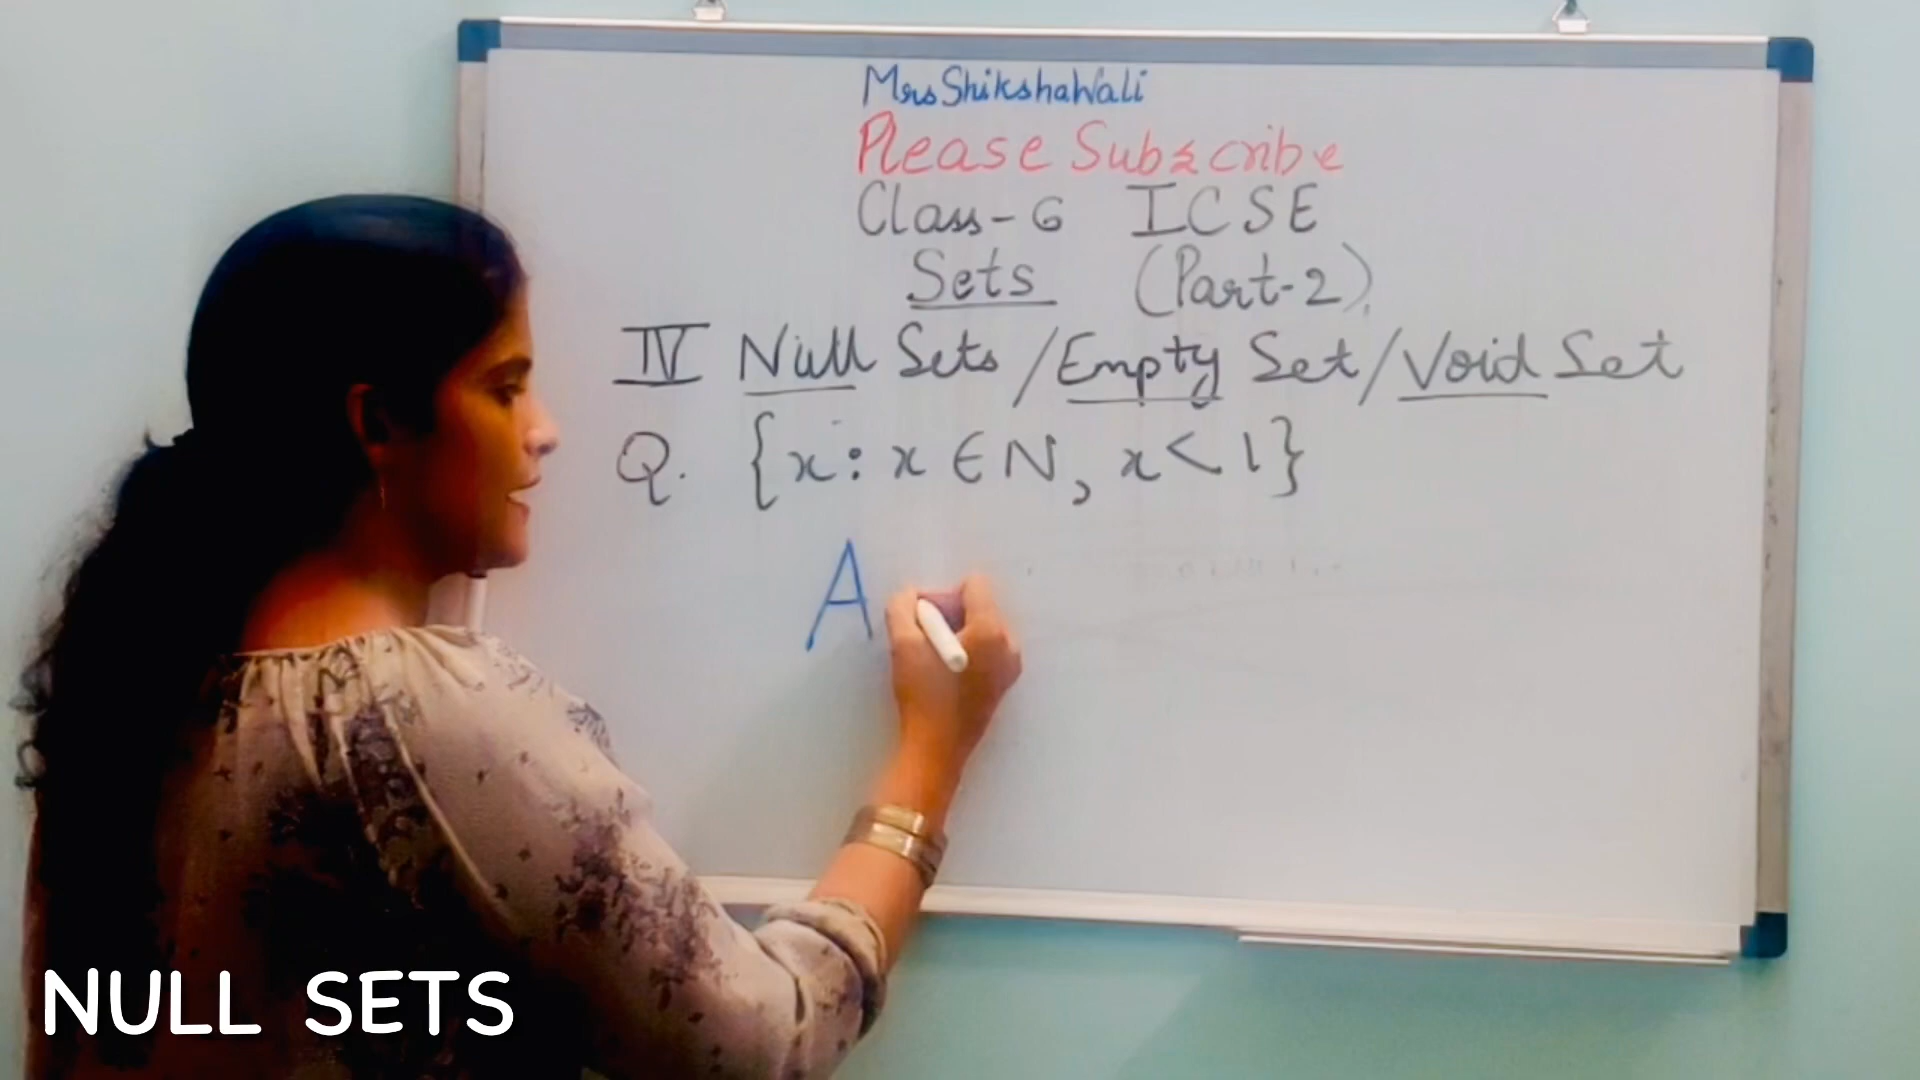 MrsShikshaWali
Please Subscribe
Class-6 ICSE
Sets (Part-2)
IV Null Sets / Empty Set / Void Set
Q. {x : x ∈ N, x < 1}
A
NULL SETS